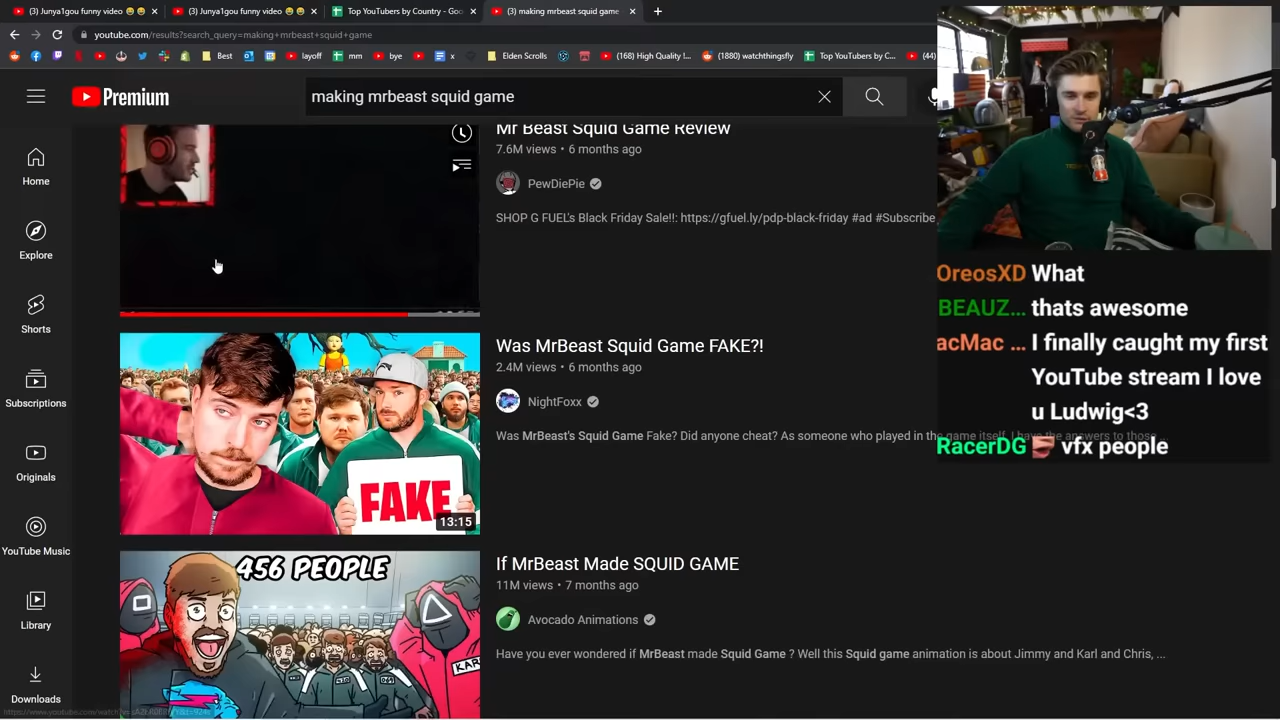 (3) Junya1gou funny video 😂 😂
(3) Junya1gou funny video 😂 😂
Top YouTubers by Country - Goo
(3) making mrbeast squid game
youtube.com/results?search_query=making+mrbeast+squid+game
Best
layoff
mm
bye
x
Elden Scrolls
(168) High Quality I...
(1880) watchthingsfly
Top YouTubers by C...
(44)
Premium
making mrbeast squid game
Home
Explore
Shorts
Subscriptions
Originals
YouTube Music
Library
Downloads
Mr Beast Squid Game Review
7.6M views • 6 months ago
PewDiePie
SHOP G FUEL's Black Friday Sale!!: https://gfuel.ly/pdp-black-friday #ad #Subscribe
FAKE
13:15
Was MrBeast Squid Game FAKE?!
2.4M views • 6 months ago
NightFoxx
Was MrBeast's Squid Game Fake? Did anyone cheat? As someone who played in the game itself, I have the answers to those...
456 PEOPLE
KAR
If MrBeast Made SQUID GAME
11M views • 7 months ago
Avocado Animations
Have you ever wondered if MrBeast made Squid Game ? Well this Squid game animation is about Jimmy and Karl and Chris, ...
OreosXD What
BEAUZ... thats awesome
acMac ... I finally caught my first
YouTube stream I love
u Ludwig<3
RacerDG vfx people